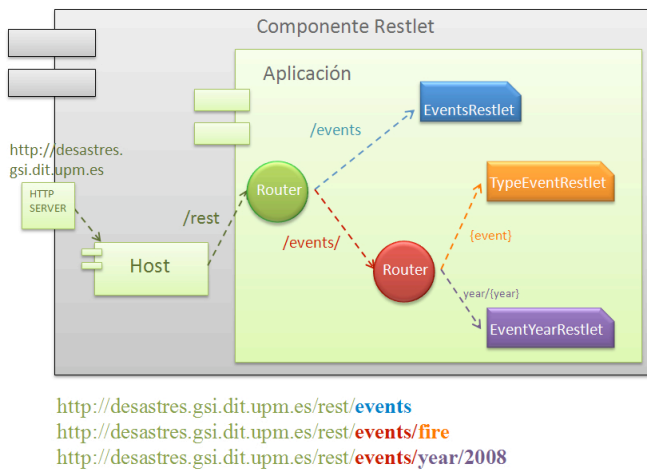 Componente Restlet
Aplicación
EventsRestlet
/events
http://desastres.
gsi.dit.upm.es
HTTP
SERVER
Router
TypeEventRestlet
/rest
/events/
{event}
Host
Router
year/{year}
EventYearRestlet
http://desastres.gsi.dit.upm.es/rest/events
http://desastres.gsi.dit.upm.es/rest/events/fire
http://desastres.gsi.dit.upm.es/rest/events/year/2008